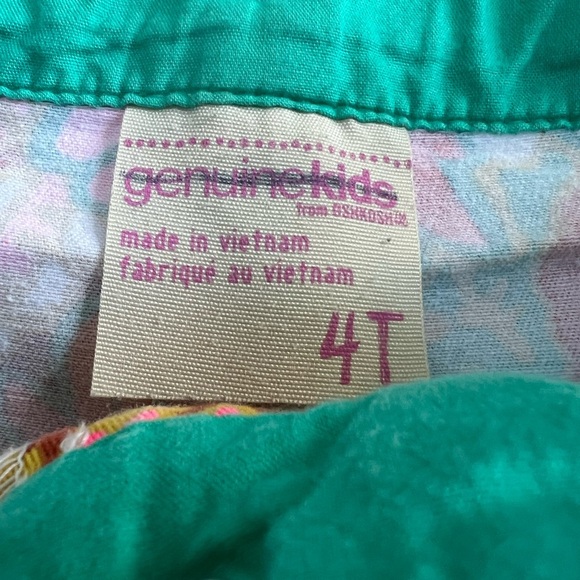 genuinekids
from OSHKOSH
made in vietnam
fabriqué au vietnam
4T